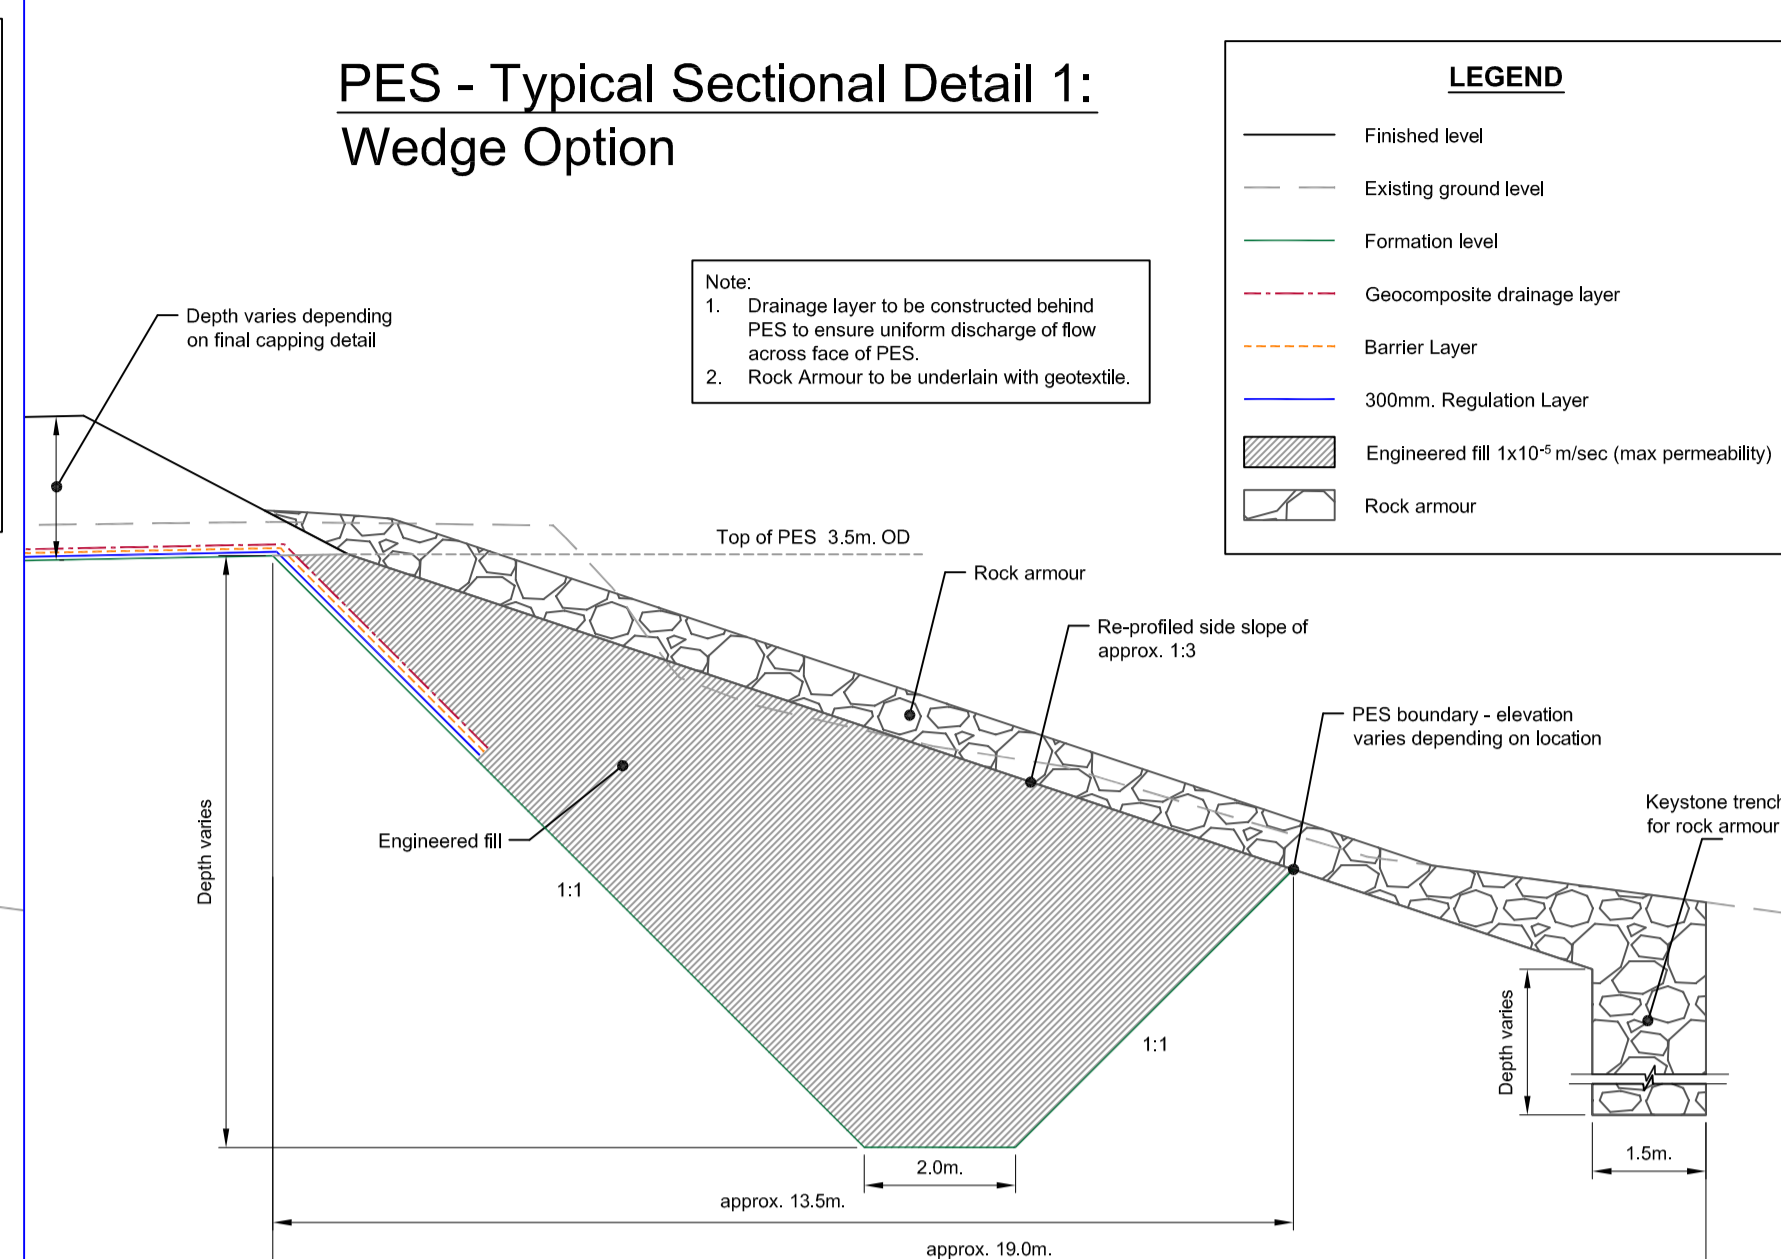 PES - Typical Sectional Detail 1:
Wedge Option
LEGEND
Finished level
Existing ground level
Formation level
Geocomposite drainage layer
Barrier Layer
300mm. Regulation Layer
Engineered fill 1x10⁻⁵ m/sec (max permeability)
Rock armour
Note:
1. Drainage layer to be constructed behind
PES to ensure uniform discharge of flow
across face of PES.
2. Rock Armour to be underlain with geotextile.
Depth varies depending
on final capping detail
Top of PES 3.5m. OD
Rock armour
Re-profiled side slope of
approx. 1:3
PES boundary - elevation
varies depending on location
Keystone trench
for rock armour
Depth varies
Engineered fill
1:1
1:1
Depth varies
2.0m.
1.5m.
approx. 13.5m.
approx. 19.0m.